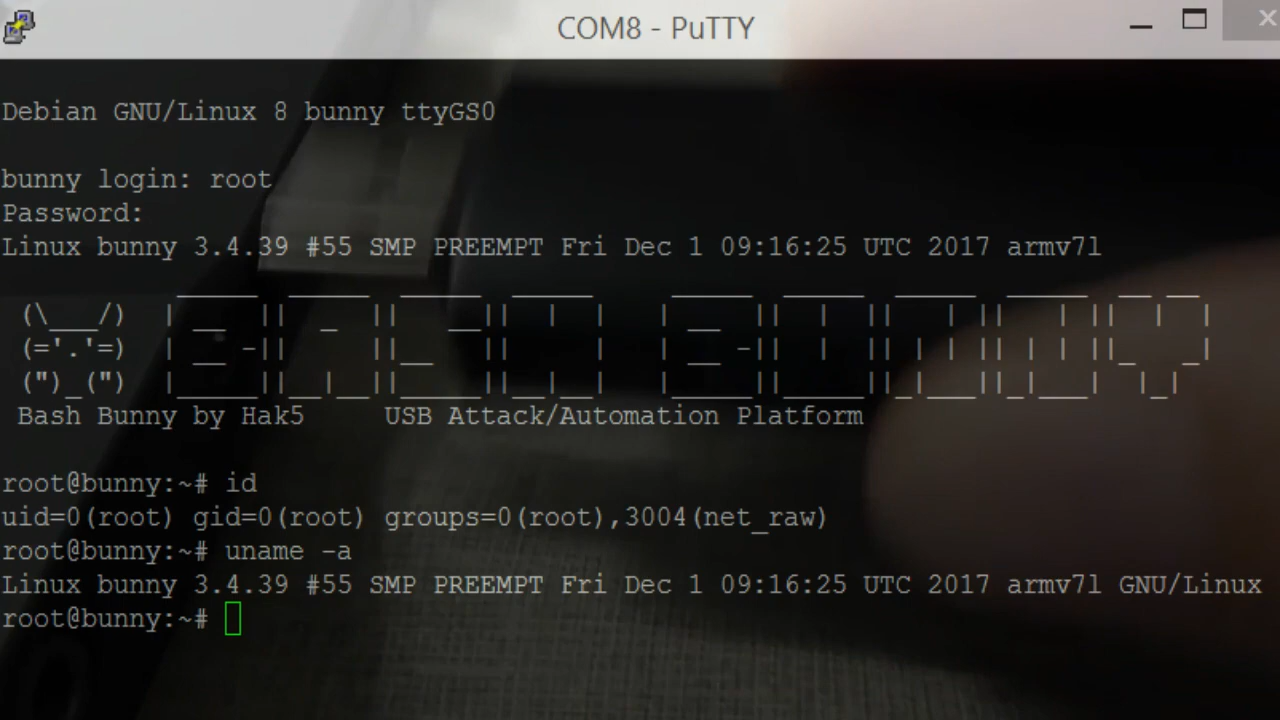 COM8 - PuTTY
Debian GNU/Linux 8 bunny ttyGS0
bunny login: root
Password:
Linux bunny 3.4.39 #55 SMP PREEMPT Fri Dec 1 09:16:25 UTC 2017 armv7l
BASH BUNNY
(\___/)
(='.'=)
(")_(")
Bash Bunny by Hak5 USB Attack/Automation Platform
root@bunny:~# id
uid=0(root) gid=0(root) groups=0(root),3004(net_raw)
root@bunny:~# uname -a
Linux bunny 3.4.39 #55 SMP PREEMPT Fri Dec 1 09:16:25 UTC 2017 armv7l GNU/Linux
root@bunny:~#